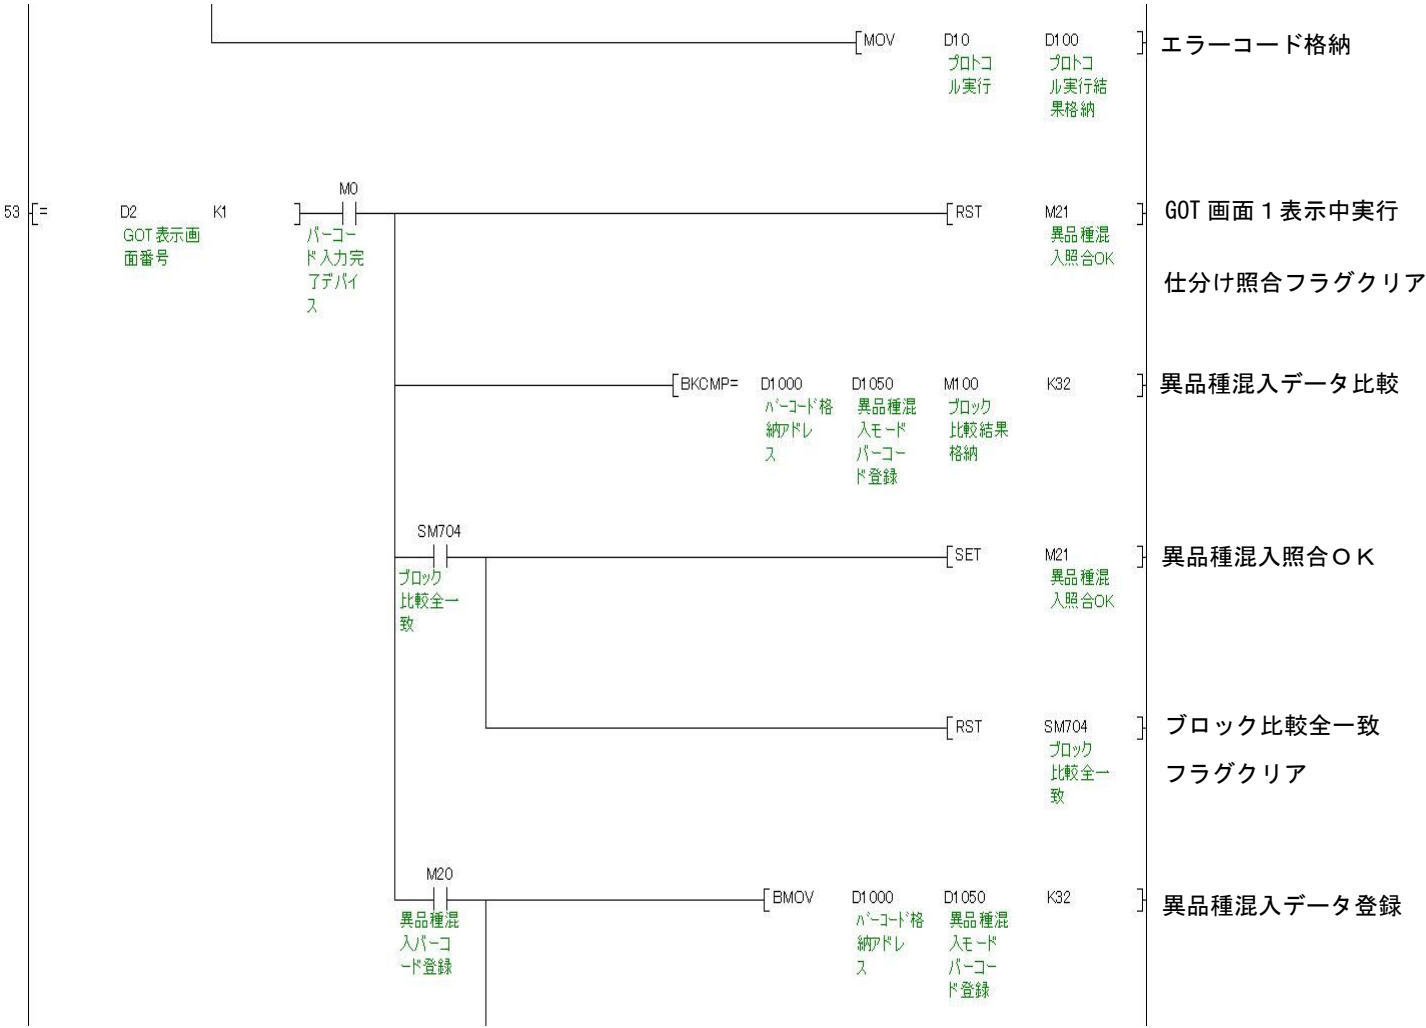 [MOV D10 D100 ] エラーコード格納
プロトコ プロトコ
ル実行 ル実行結
果格納
M0
53 [= D2 K1 ] [RST M21 ] GOT 画面１表示中実行
GOT表示画 バーコー 異品種混
面番号 ド入力完 入照合OK
了デバイ 仕分け照合フラグクリア
ス
[BKCMP= D1000 D1050 M100 K32 ] 異品種混入データ比較
バーコード格 異品種混 ブロック
納アドレ 入モード 比較結果
ス バーコー 格納
ド登録
SM704
[SET M21 ] 異品種混入照合ＯＫ
ブロック 異品種混
比較全一 入照合OK
致
[RST SM704 ] ブロック比較全一致
ブロック
比較全一 フラグクリア
致
M20
[BMOV D1000 D1050 K32 ] 異品種混入データ登録
異品種混 バーコード格 異品種混
入バーコ 納アドレ 入モード
ード登録 ス バーコー
ド登録